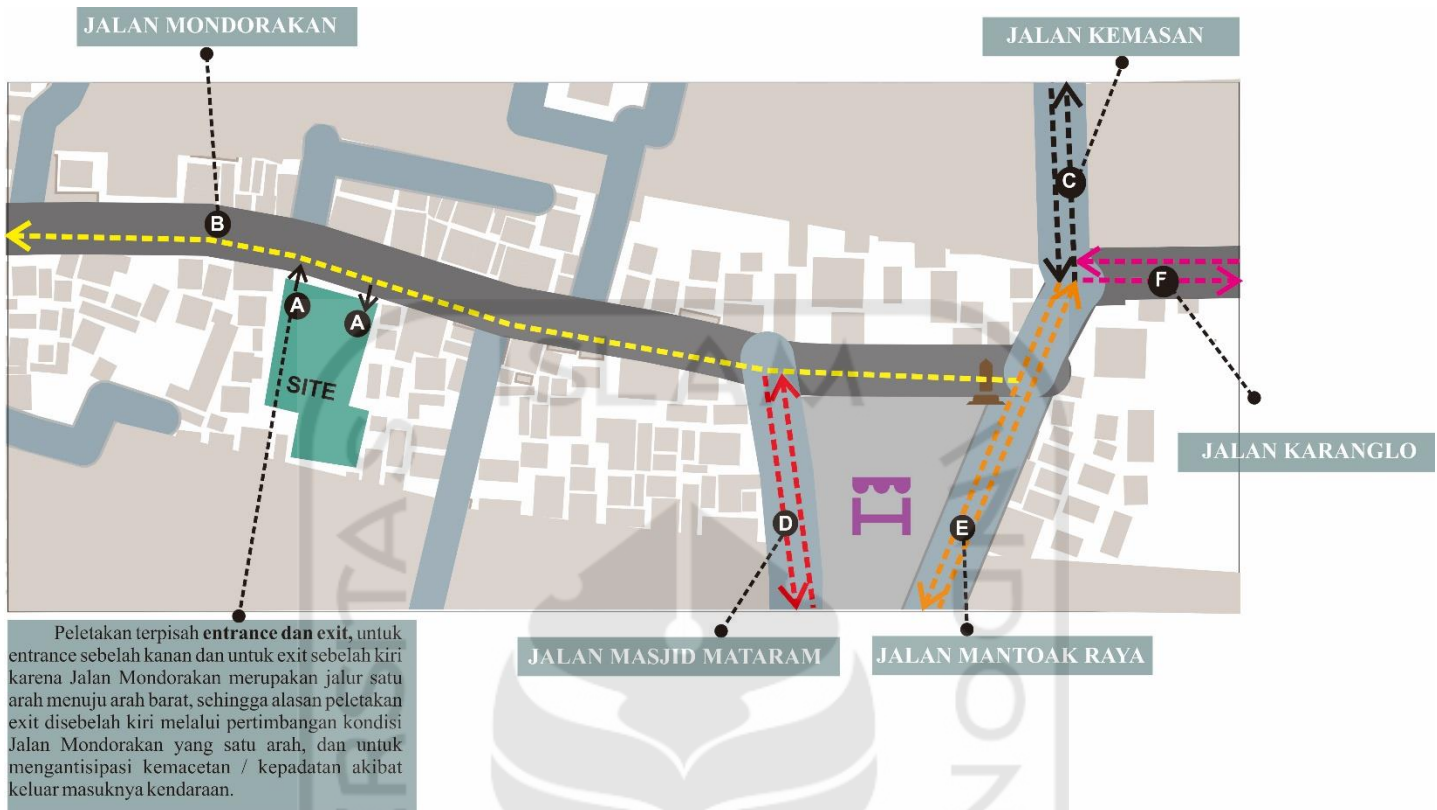 JALAN MONDORAKAN
JALAN KEMASAN
C
B
F
A
A
SITE
ISLAM
JALAN KARANGLO
D
E
JALAN MASJID MATARAM
JALAN MANTOAK RAYA
Peletakan terpisah entrance dan exit, untuk
entrance sebelah kanan dan untuk exit sebelah kiri
karena Jalan Mondorakan merupakan jalur satu
arah menuju arah barat, sehingga alasan peletakan
exit disebelah kiri melalui pertimbangan kondisi
Jalan Mondorakan yang satu arah, dan untuk
mengantisipasi kemacetan / kepadatan akibat
keluar masuknya kendaraan.